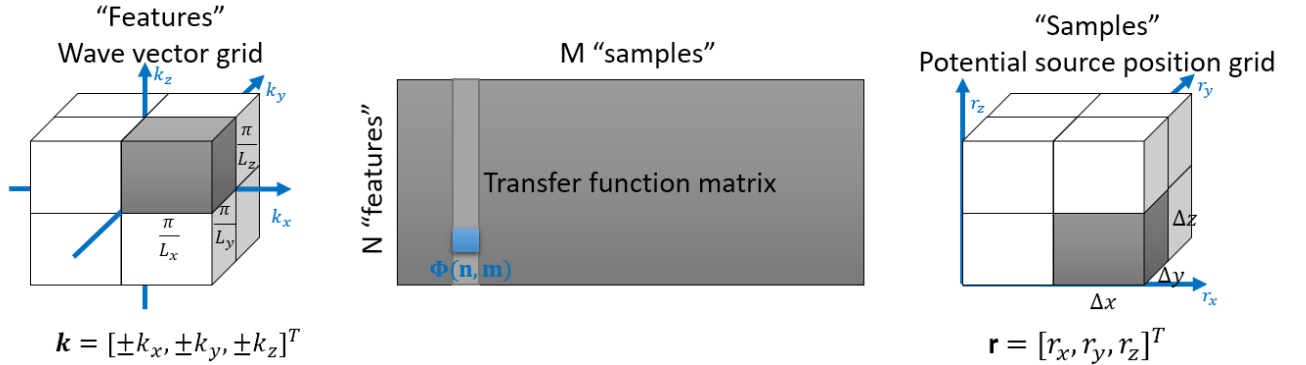 “Features”
Wave vector grid
k_z
k_y
k_x
π/L_z
π/L_y
π/L_x
𝒌 = [±k_x, ±k_y, ±k_z]^T
M “samples”
N “features”
Transfer function matrix
Φ(n, m)
“Samples”
Potential source position grid
r_z
r_y
r_x
Δz
Δy
Δx
r = [r_x, r_y, r_z]^T